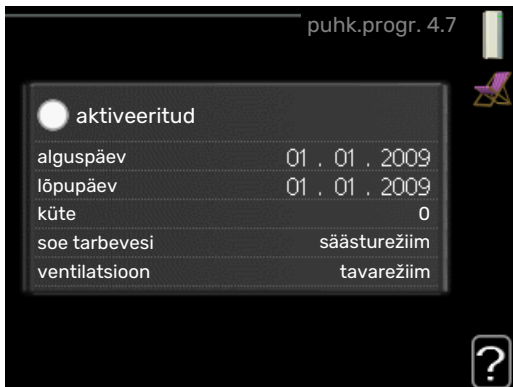 puhk.progr. 4.7
aktiveeritud
alguspäev 01 . 01 . 2009
lõpupäev 01 . 01 . 2009
küte 0
soe tarbevesi säästurežiim
ventilatsioon tavarežiim
?